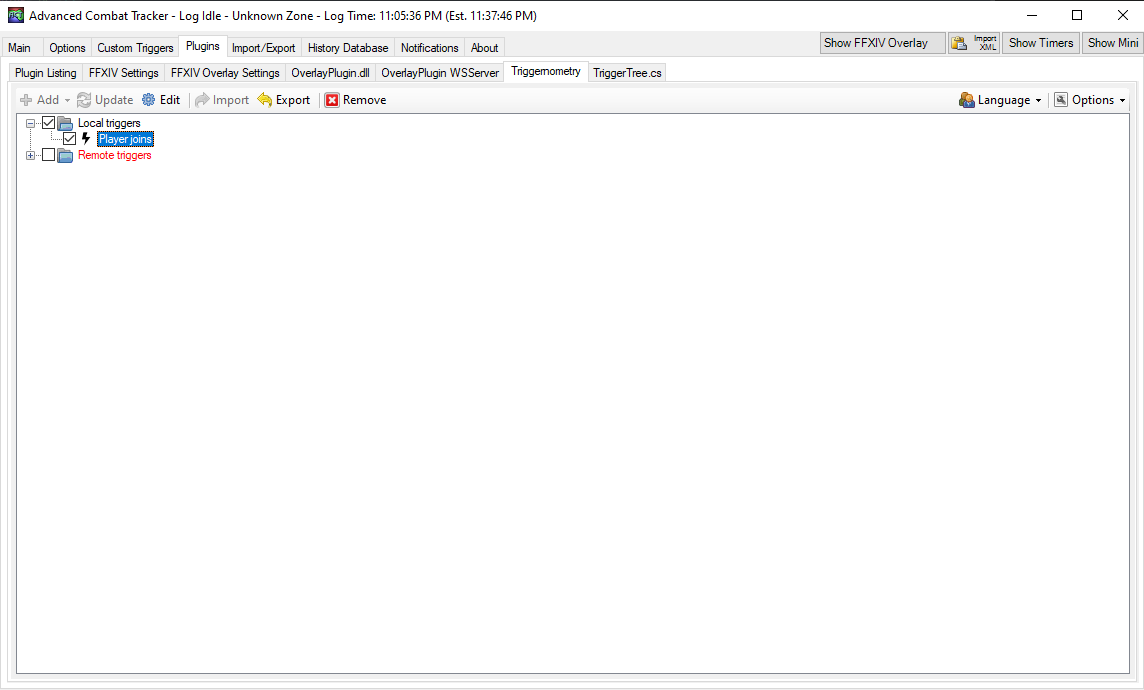 Advanced Combat Tracker - Log Idle - Unknown Zone - Log Time: 11:05:36 PM (Est. 11:37:46 PM)
Main Options Custom Triggers Plugins Import/Export History Database Notifications About Show FFXIV Overlay Import XML Show Timers Show Mini
Plugin Listing FFXIV Settings FFXIV Overlay Settings OverlayPlugin.dll OverlayPlugin WSServer Triggernometry TriggerTree.cs
Add Update Edit Import Export Remove Language Options
Local triggers
Player joins
Remote triggers